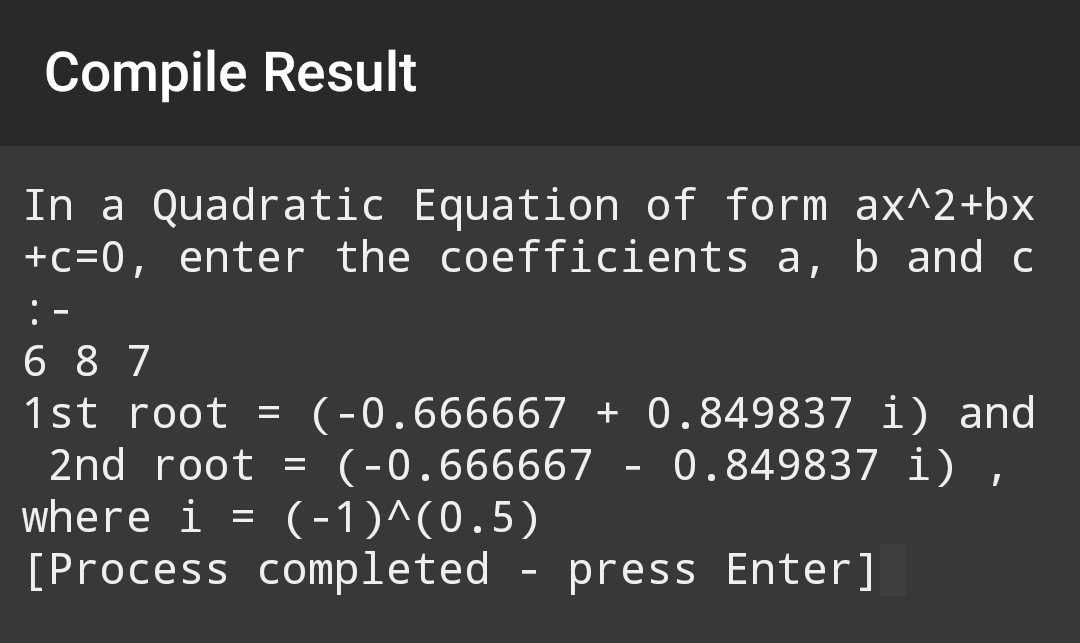 Compile Result
In a Quadratic Equation of form ax^2+bx
+c=0, enter the coefficients a, b and c
:-
6 8 7
1st root = (-0.666667 + 0.849837 i) and
 2nd root = (-0.666667 - 0.849837 i) ,
where i = (-1)^(0.5)
[Process completed - press Enter]